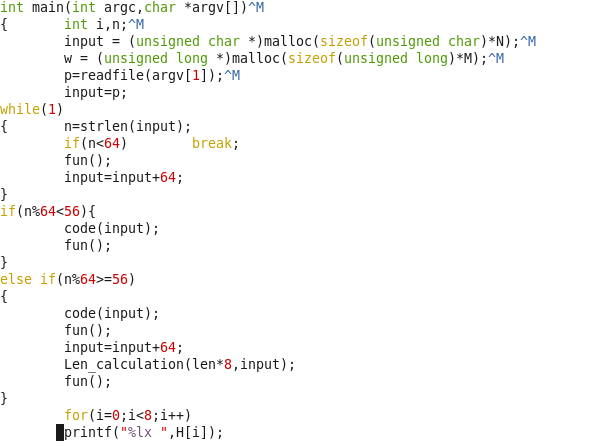 int main(int argc,char *argv[])^M
{       int i,n;^M
        input = (unsigned char *)malloc(sizeof(unsigned char)*N);^M
        w = (unsigned long *)malloc(sizeof(unsigned long)*M);^M
        p=readfile(argv[1]);^M
        input=p;
while(1)
{       n=strlen(input);
        if(n<64)        break;
        fun();
        input=input+64;
}
if(n%64<56){
        code(input);
        fun();
}
else if(n%64>=56)
{
        code(input);
        fun();
        input=input+64;
        Len_calculation(len*8,input);
        fun();
}
        for(i=0;i<8;i++)
        printf("%lx ",H[i]);